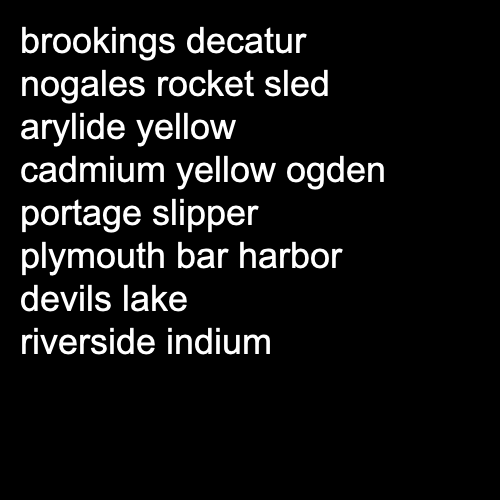 brookings decatur
nogales rocket sled
arylide yellow
cadmium yellow ogden
portage slipper
plymouth bar harbor
devils lake
riverside indium